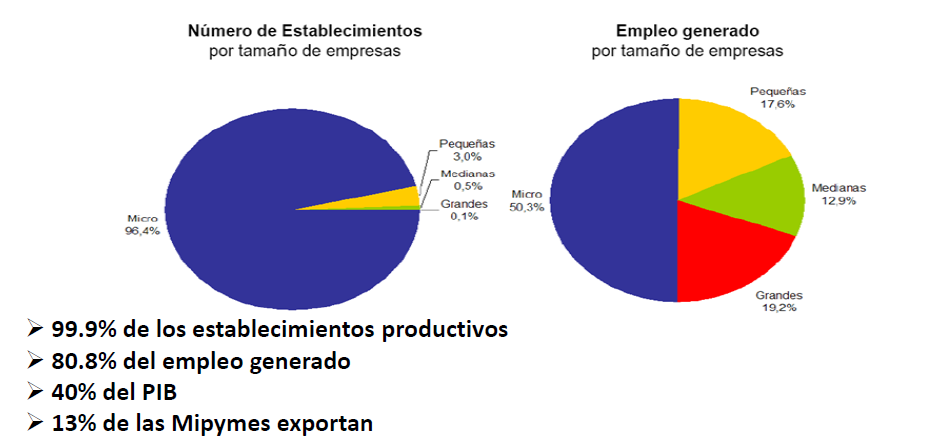 Número de Establecimientos
por tamaño de empresas
Pequeñas
3,0%
Medianas
0,5%
Grandes
0,1%
Micro
96,4%
Empleo generado
por tamaño de empresas
Pequeñas
17,6%
Medianas
12,9%
Micro
50,3%
Grandes
19,2%
➢ 99.9% de los establecimientos productivos
➢ 80.8% del empleo generado
➢ 40% del PIB
➢ 13% de las Mipymes exportan